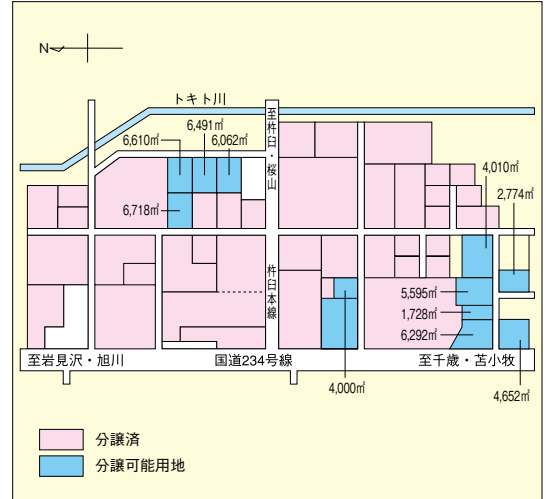 N
トキト川
6,491㎡
6,610㎡
6,062㎡
至杵臼・桜山
4,010㎡
2,774㎡
6,718㎡
杵臼本線
5,595㎡
1,728㎡
6,292㎡
至岩見沢・旭川
国道234号線
至千歳・苫小牧
4,000㎡
4,652㎡
分譲済
分譲可能用地